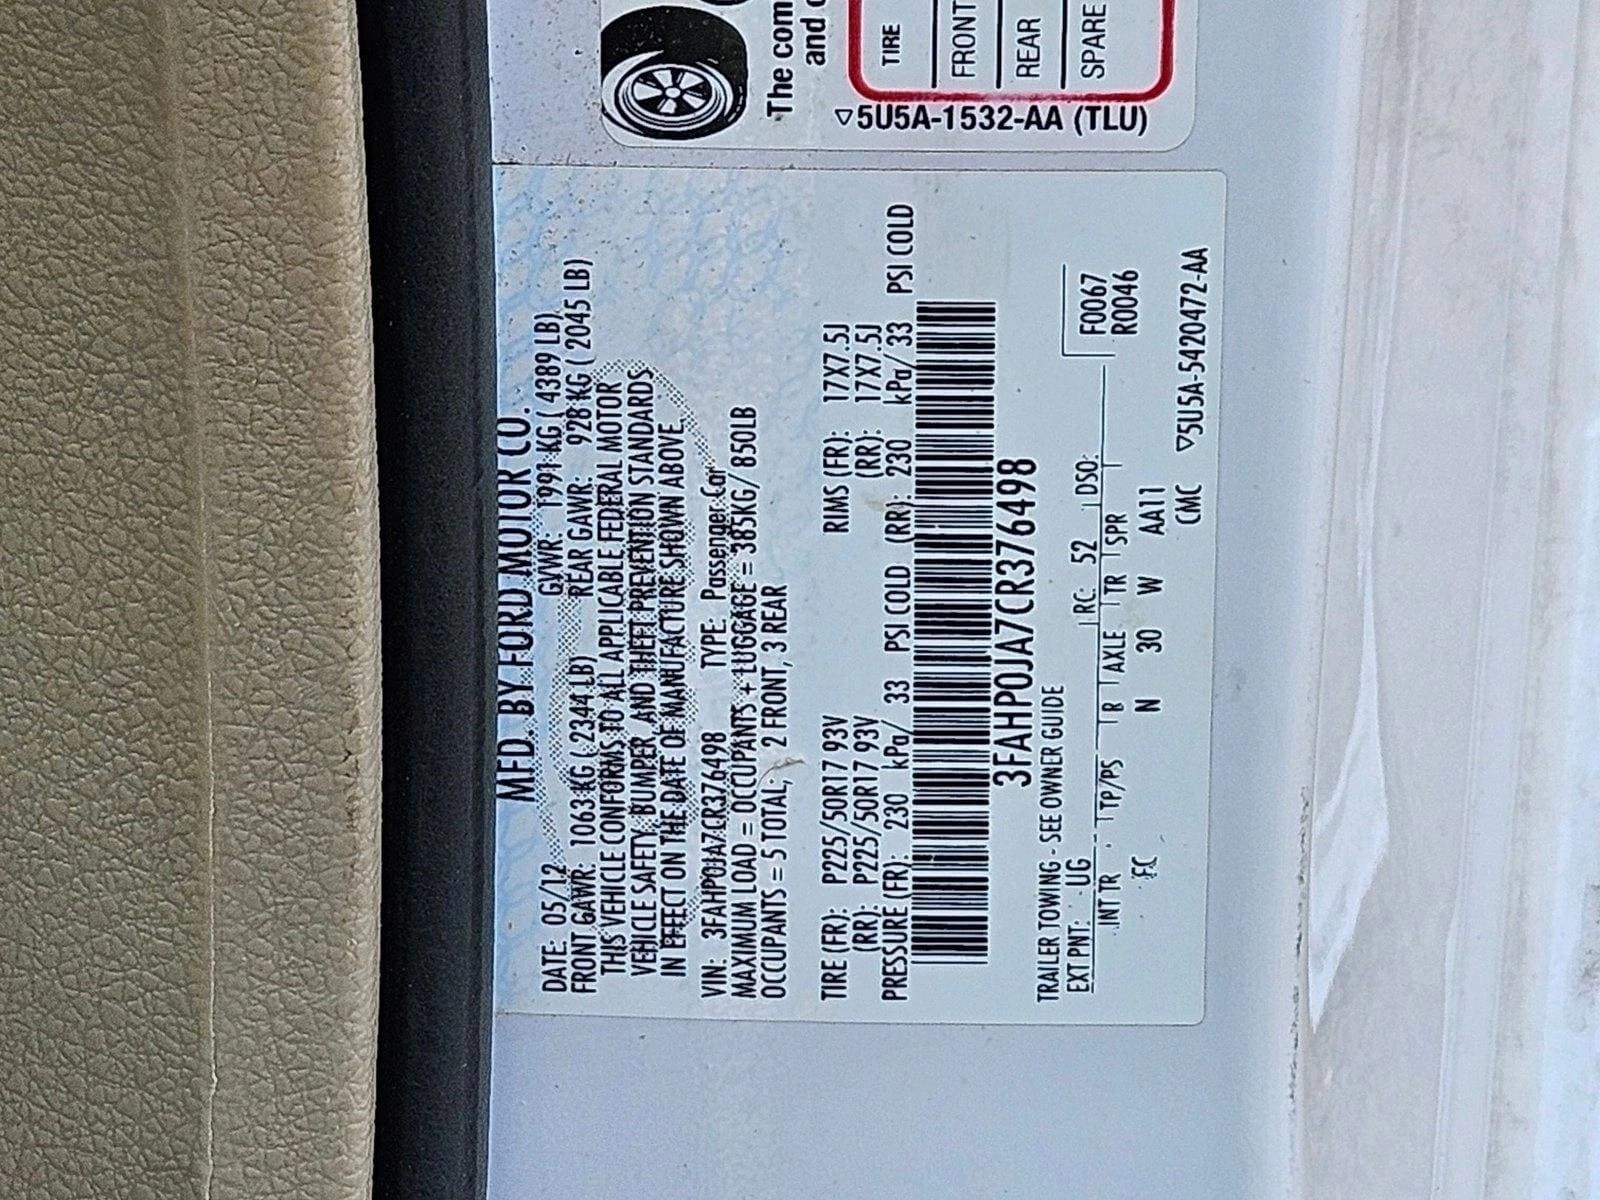 MFD. BY FORD MOTOR CO.
DATE: 05/12 GVWR: 1991 KG ( 4389 LB)
FRONT GAWR: 1063 KG ( 2344 LB) REAR GAWR: 928 KG ( 2045 LB)
THIS VEHICLE CONFORMS TO ALL APPLICABLE FEDERAL MOTOR
VEHICLE SAFETY, BUMPER, AND THEFT PREVENTION STANDARDS
IN EFFECT ON THE DATE OF MANUFACTURE SHOWN ABOVE.
VIN: 3FAHP0JA7CR376498 TYPE: Passenger Car
MAXIMUM LOAD = OCCUPANTS + LUGGAGE = 385KG/ 850LB
OCCUPANTS = 5 TOTAL, 2 FRONT, 3 REAR
TIRE (FR): P225/50R17 93V RIMS (FR): 17X7.5J
(RR): P225/50R17 93V (RR): 17X7.5J
PRESSURE (FR): 230 kPa/ 33 PSI COLD (RR): 230 kPa/ 33 PSI COLD
3FAHP0JA7CR376498
TRAILER TOWING - SEE OWNER GUIDE
EXT PNT: UG RC: 52 DSO: F0067
R0046
INT TR TP/PS R AXLE TR SPR
FC N 30 W AA11
CMC ▽5U5A-5420472-AA
The com
and c
TIRE
FRONT
REAR
SPARE
▽5U5A-1532-AA (TLU)